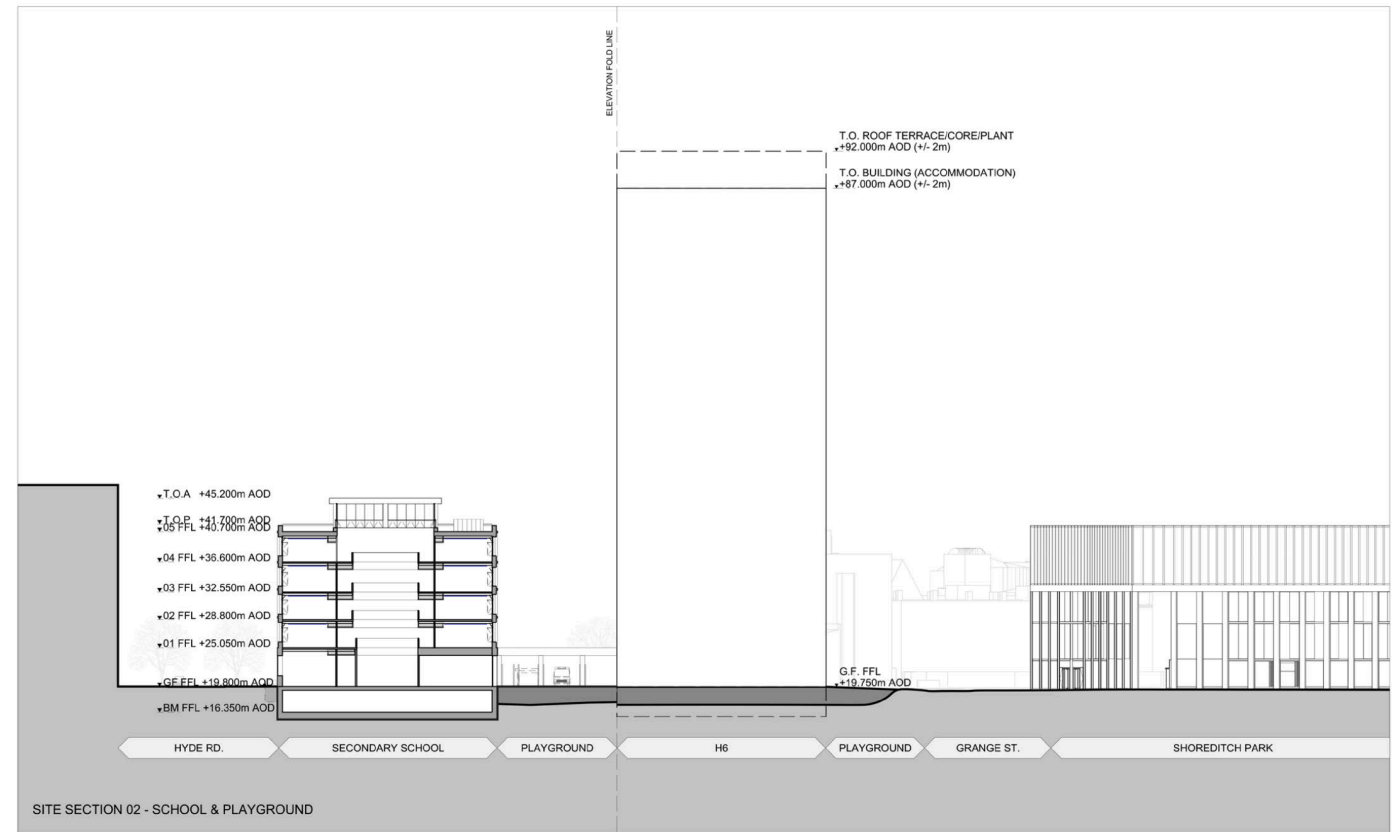 ELEVATION FOLD LINE
T.O. ROOF TERRACE/CORE/PLANT
+92.000m AOD (+/- 2m)
T.O. BUILDING (ACCOMMODATION)
+87.000m AOD (+/- 2m)
T.O.A +45.200m AOD
T.O.P. +41.700m AOD
05 FFL +40.700m AOD
04 FFL +36.600m AOD
03 FFL +32.550m AOD
02 FFL +28.800m AOD
01 FFL +25.050m AOD
GF FFL +19.800m AOD
BM FFL +16.350m AOD
G.F. FFL
+19.750m AOD
HYDE RD.
SECONDARY SCHOOL
PLAYGROUND
H6
PLAYGROUND
GRANGE ST.
SHOREDITCH PARK
SITE SECTION 02 - SCHOOL & PLAYGROUND